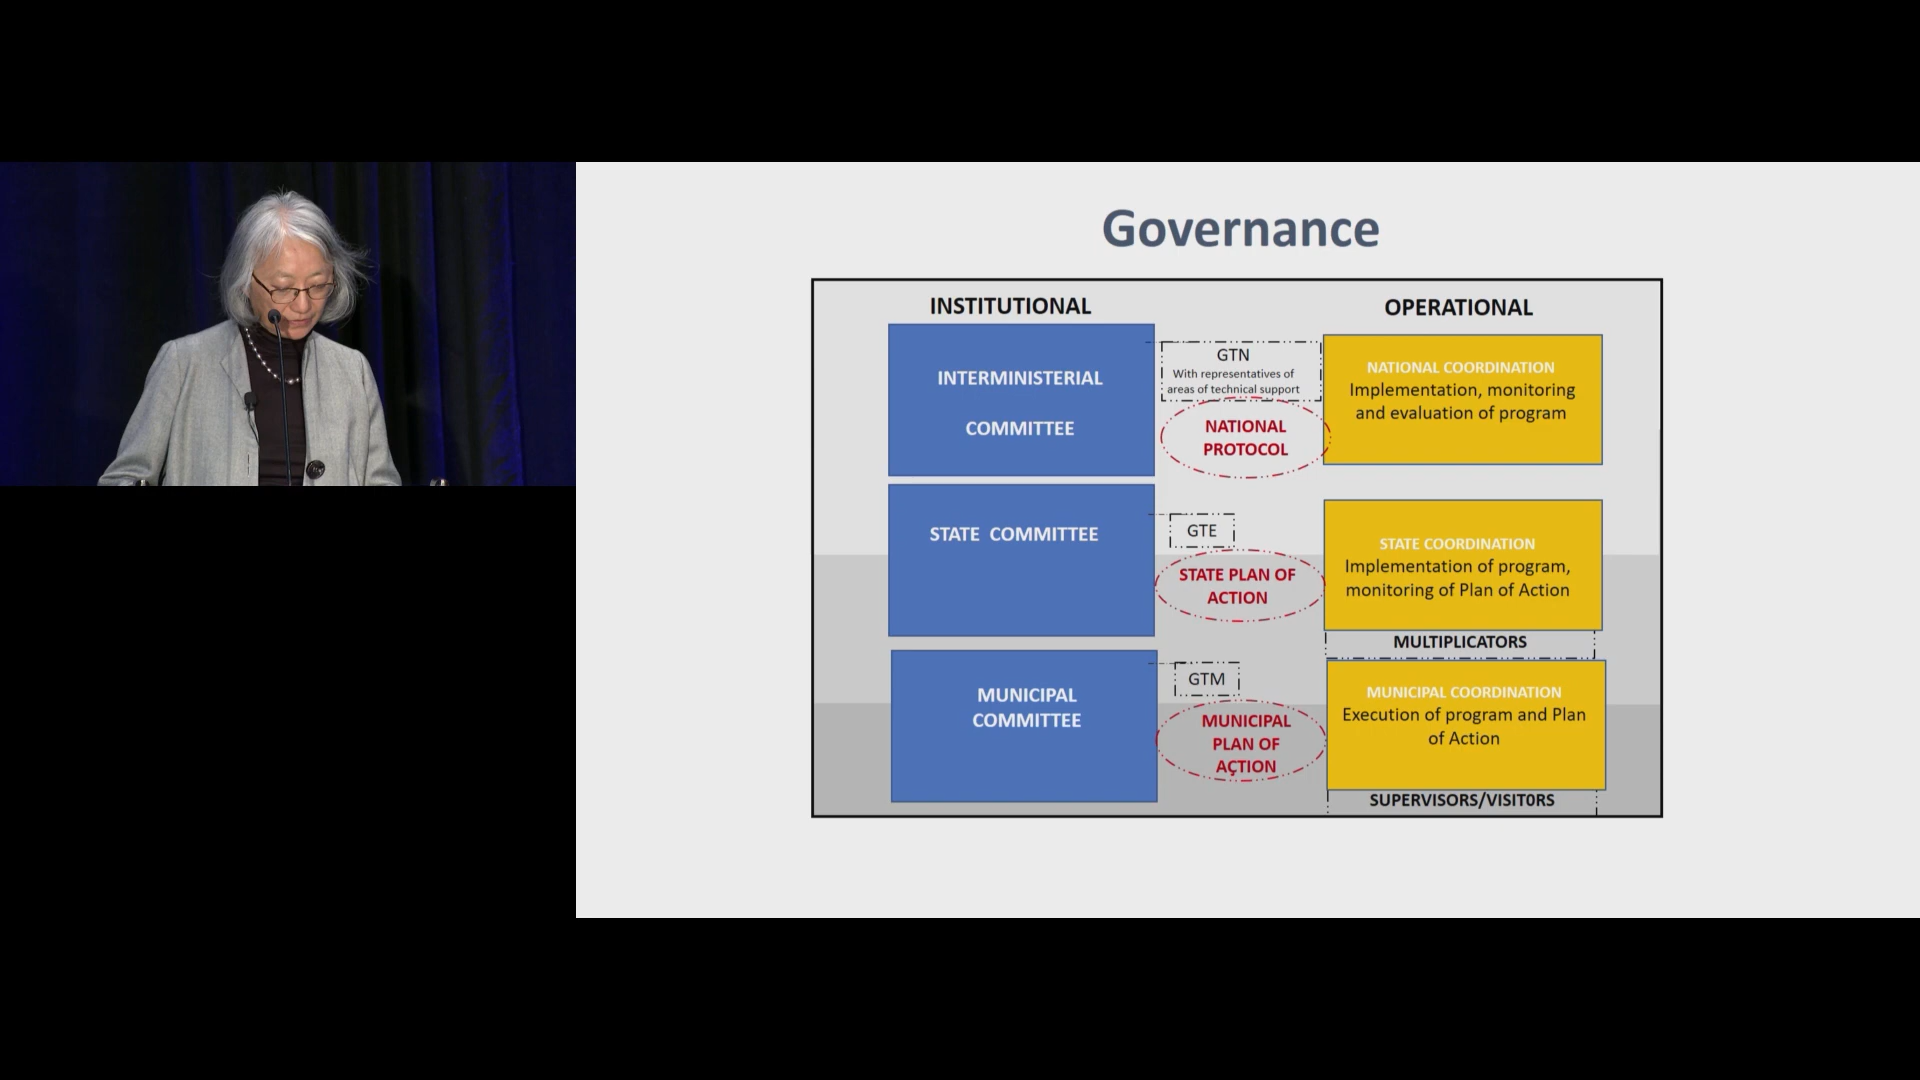 Governance
INSTITUTIONAL
OPERATIONAL
INTERMINISTERIAL
COMMITTEE
GTN
With representatives of
areas of technical support
NATIONAL
PROTOCOL
NATIONAL COORDINATION
Implementation, monitoring
and evaluation of program
STATE COMMITTEE
GTE
STATE PLAN OF
ACTION
STATE COORDINATION
Implementation of program,
monitoring of Plan of Action
MULTIPLICATORS
MUNICIPAL
COMMITTEE
GTM
MUNICIPAL
PLAN OF
AÇTION
MUNICIPAL COORDINATION
Execution of program and Plan
of Action
SUPERVISORS/VISIT0RS